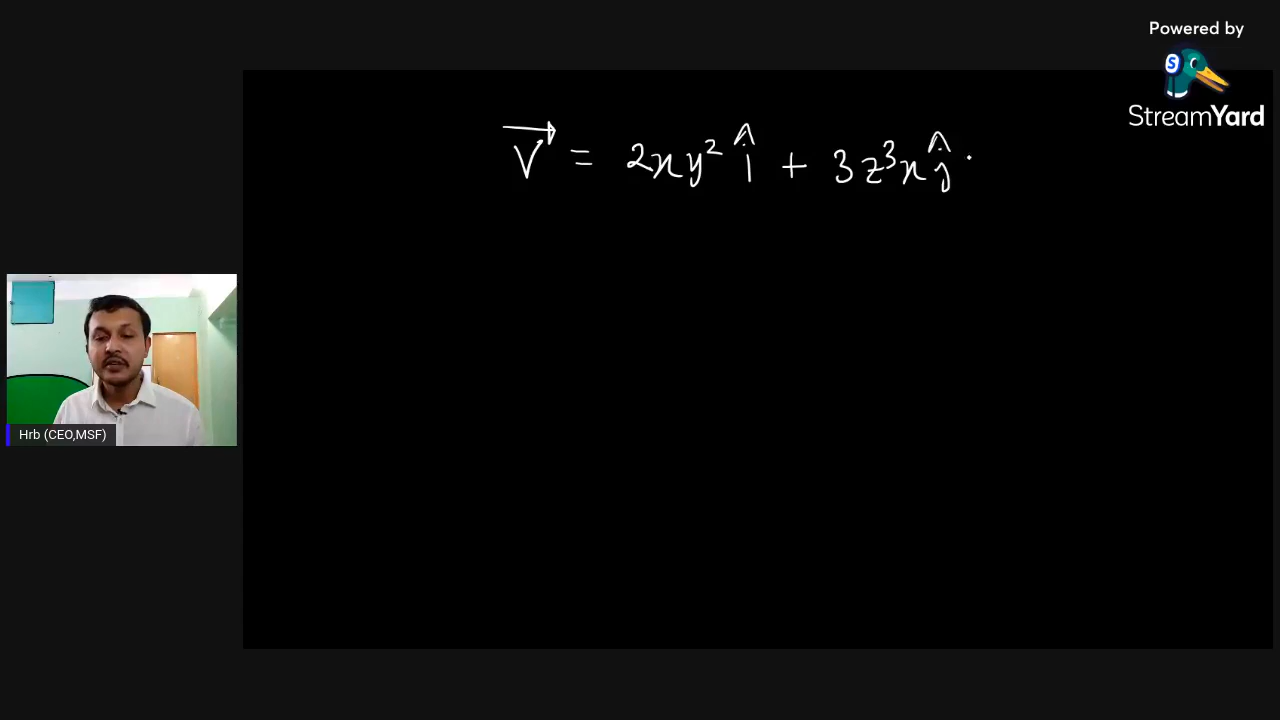 Powered by
StreamYard
V⃗ = 2xy² î + 3z³x ĵ ·
S
Hrb (CEO,MSF)